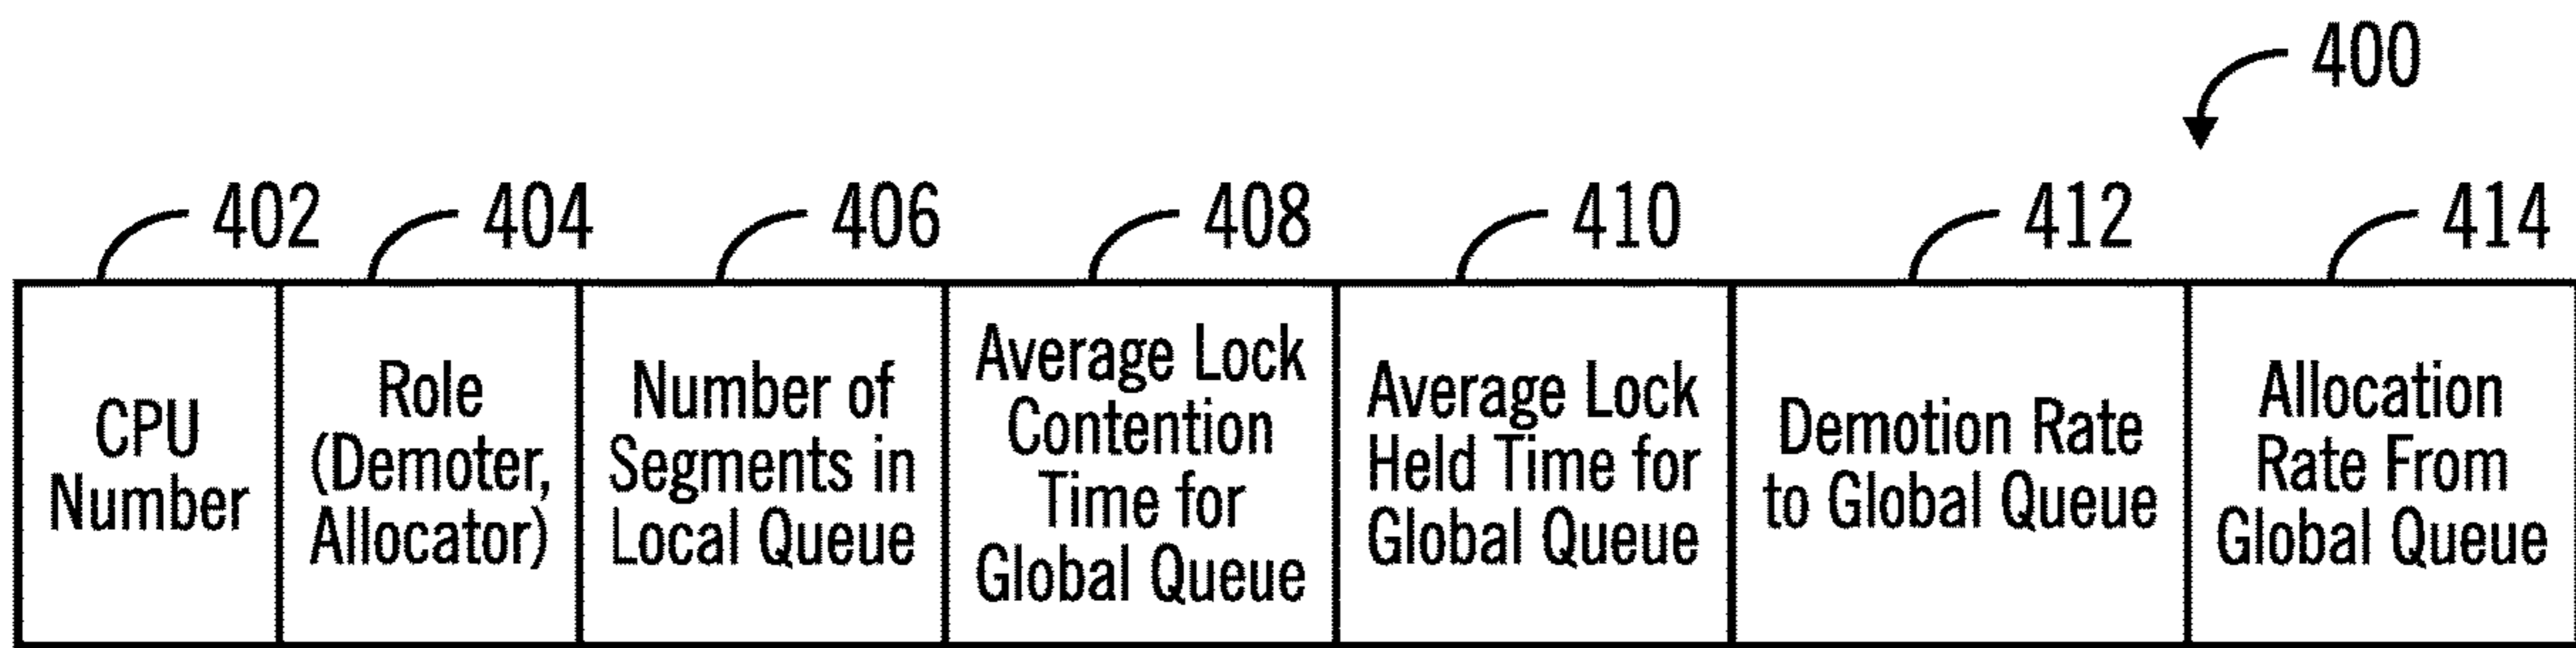 400
402
404
406
408
410
412
414
CPU
Number
Role
(Demoter,
Allocator)
Number of
Segments in
Local Queue
Average Lock
Contention
Time for
Global Queue
Average Lock
Held Time for
Global Queue
Demotion Rate
to Global Queue
Allocation
Rate From
Global Queue